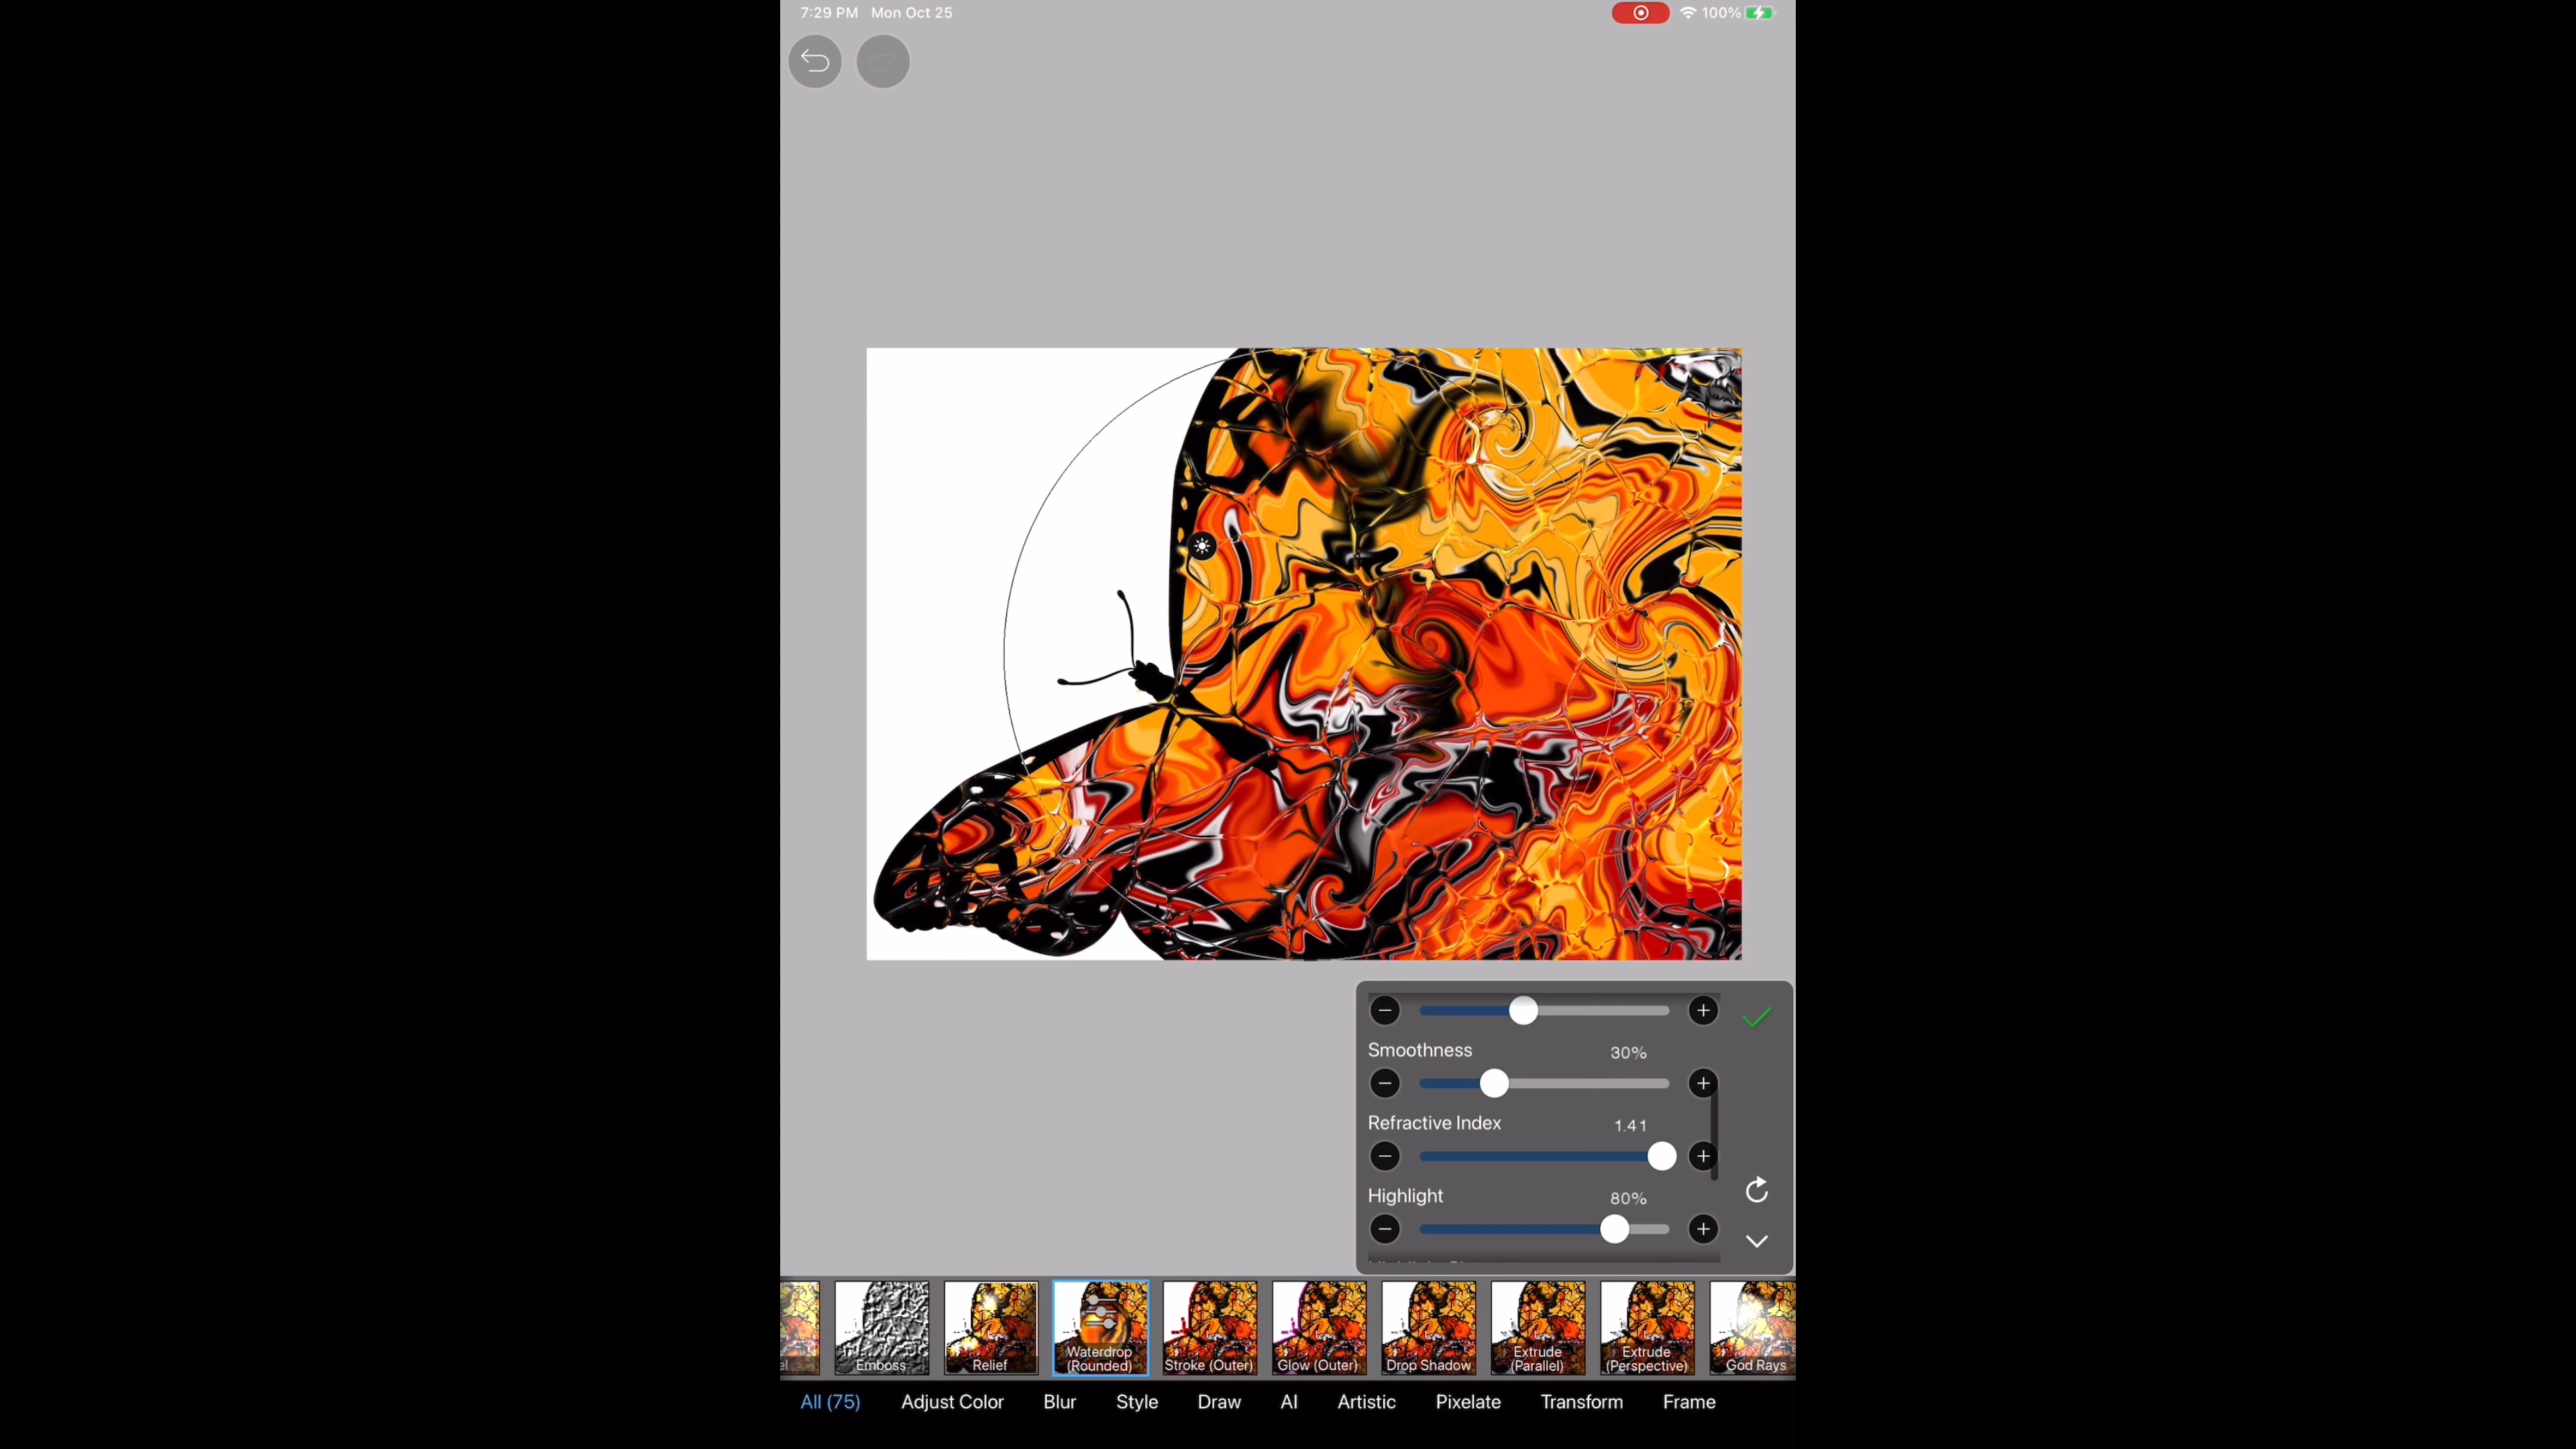 7:29 PM Mon Oct 25
100%
Smoothness 30%
Refractive Index 1.41
Highlight 80%
Emboss
Relief
Waterdrop
(Rounded)
Stroke (Outer)
Glow (Outer)
Drop Shadow
Extrude
(Parallel)
Extrude
(Perspective)
God Rays
All (75) Adjust Color Blur Style Draw AI Artistic Pixelate Transform Frame